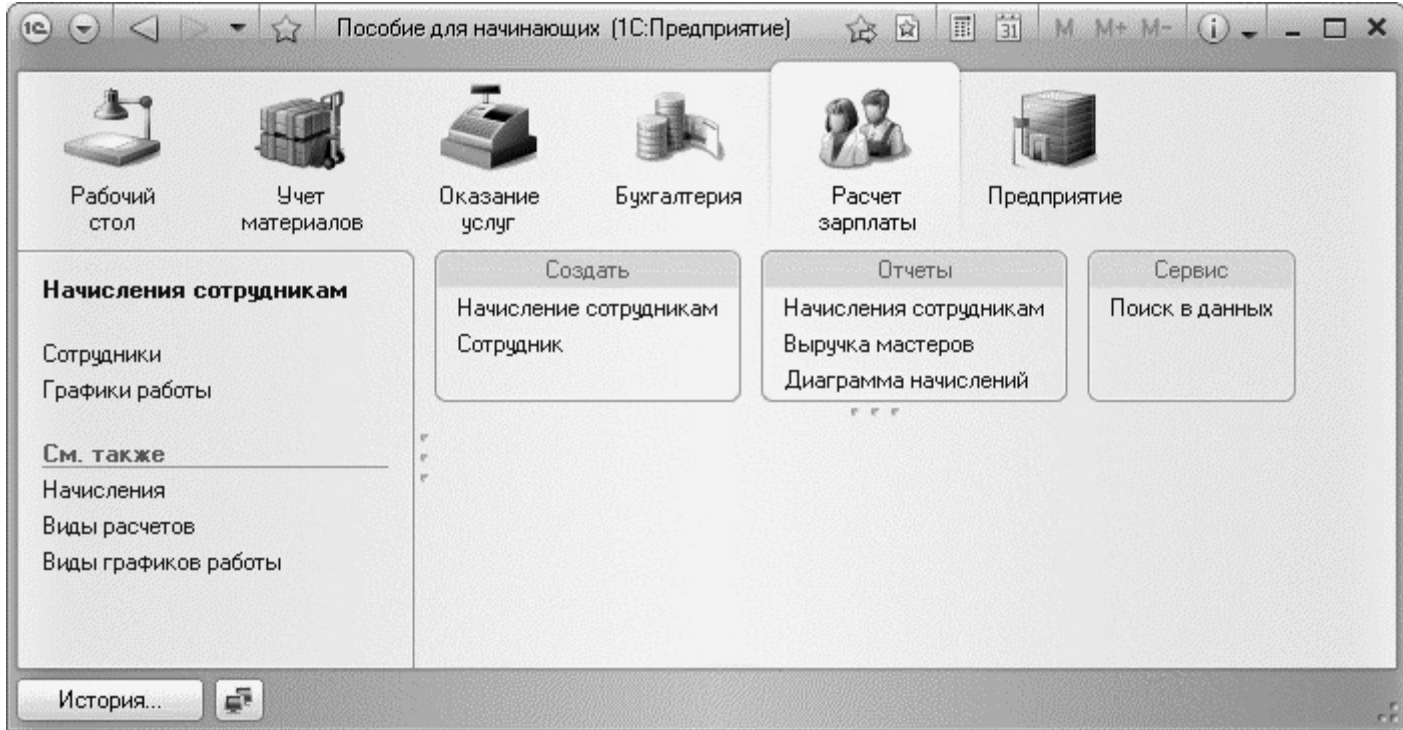 1С Пособие для начинающих (1С:Предприятие) 31 M M+ M-
Рабочий
стол
Учет
материалов
Оказание
услуг
Бухгалтерия
Расчет
зарплаты
Предприятие
Начисления сотрудникам
Сотрудники
Графики работы
См. также
Начисления
Виды расчетов
Виды графиков работы
Создать
Начисление сотрудникам
Сотрудник
Отчеты
Начисления сотрудникам
Выручка мастеров
Диаграмма начислений
Сервис
Поиск в данных
История...